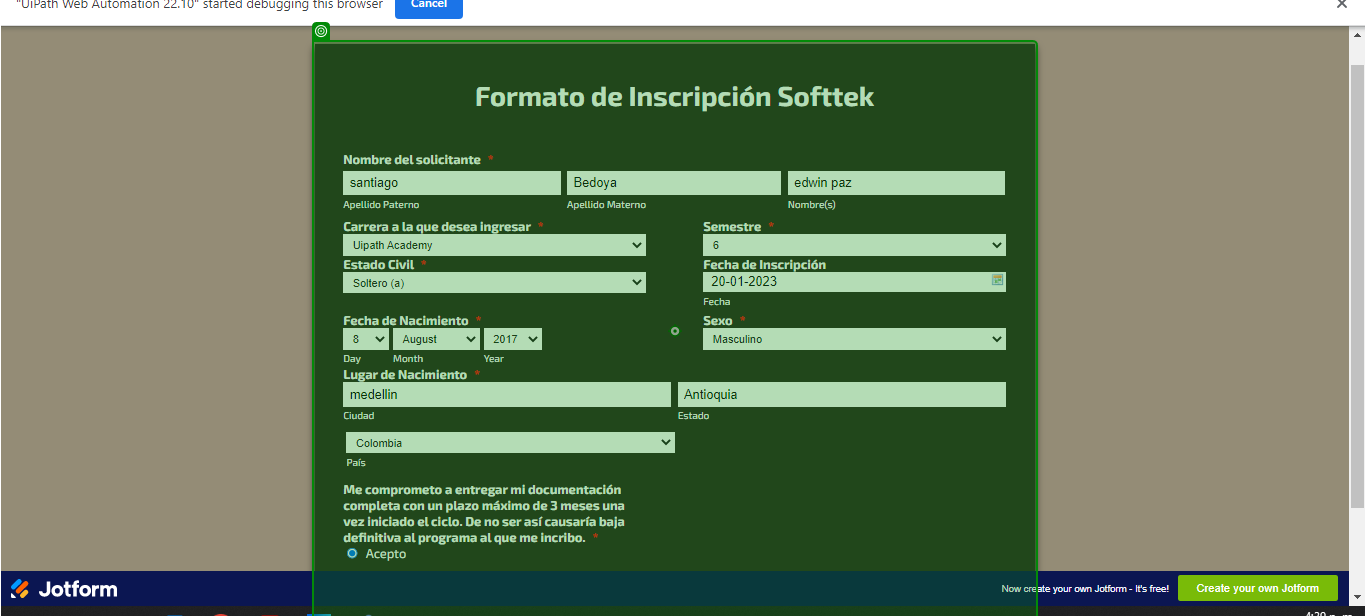 "UiPath Web Automation 22.10" started debugging this browser Cancel
Formato de Inscripción Softtek
Nombre del solicitante *
santiago Bedoya edwin paz
Apellido Paterno Apellido Materno Nombre(s)
Carrera a la que desea ingresar * Semestre *
Uipath Academy 6
Estado Civil * Fecha de Inscripción
Soltero (a) 20-01-2023
Fecha
Fecha de Nacimiento * Sexo *
8 August 2017 Masculino
Day Month Year
Lugar de Nacimiento *
medellin Antioquia
Ciudad Estado
Colombia
País
Me comprometo a entregar mi documentación
completa con un plazo máximo de 3 meses una
vez iniciado el ciclo. De no ser así causaría baja
definitiva al programa al que me incribo. *
Acepto
Jotform Now create your own Jotform - It's free! Create your own Jotform